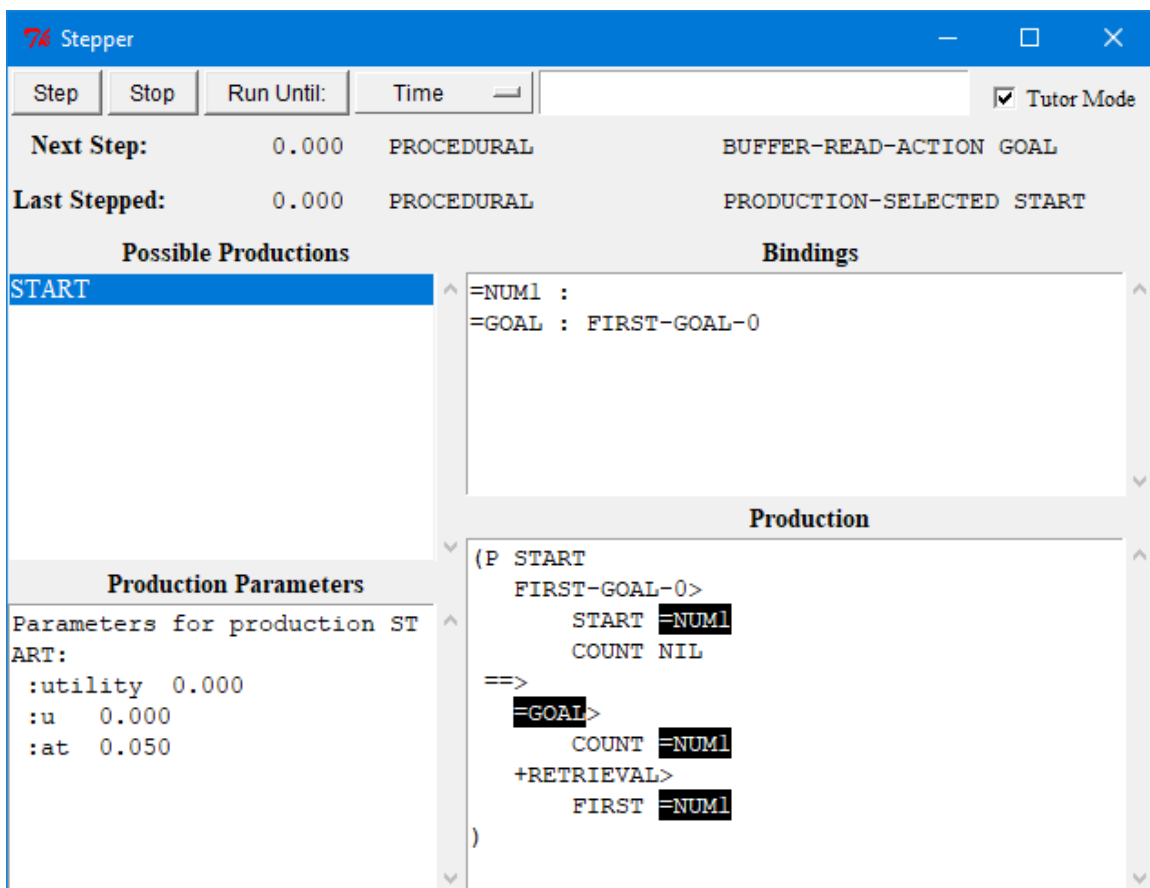 Stepper
Step Stop Run Until: Time Tutor Mode
Next Step: 0.000 PROCEDURAL BUFFER-READ-ACTION GOAL
Last Stepped: 0.000 PROCEDURAL PRODUCTION-SELECTED START
Possible Productions
START
Bindings
=NUM1 :
=GOAL : FIRST-GOAL-0
Production Parameters
Parameters for production ST
ART:
:utility 0.000
:u 0.000
:at 0.050
Production
(P START
FIRST-GOAL-0>
START =NUM1
COUNT NIL
==>
=GOAL>
COUNT =NUM1
+RETRIEVAL>
FIRST =NUM1
)